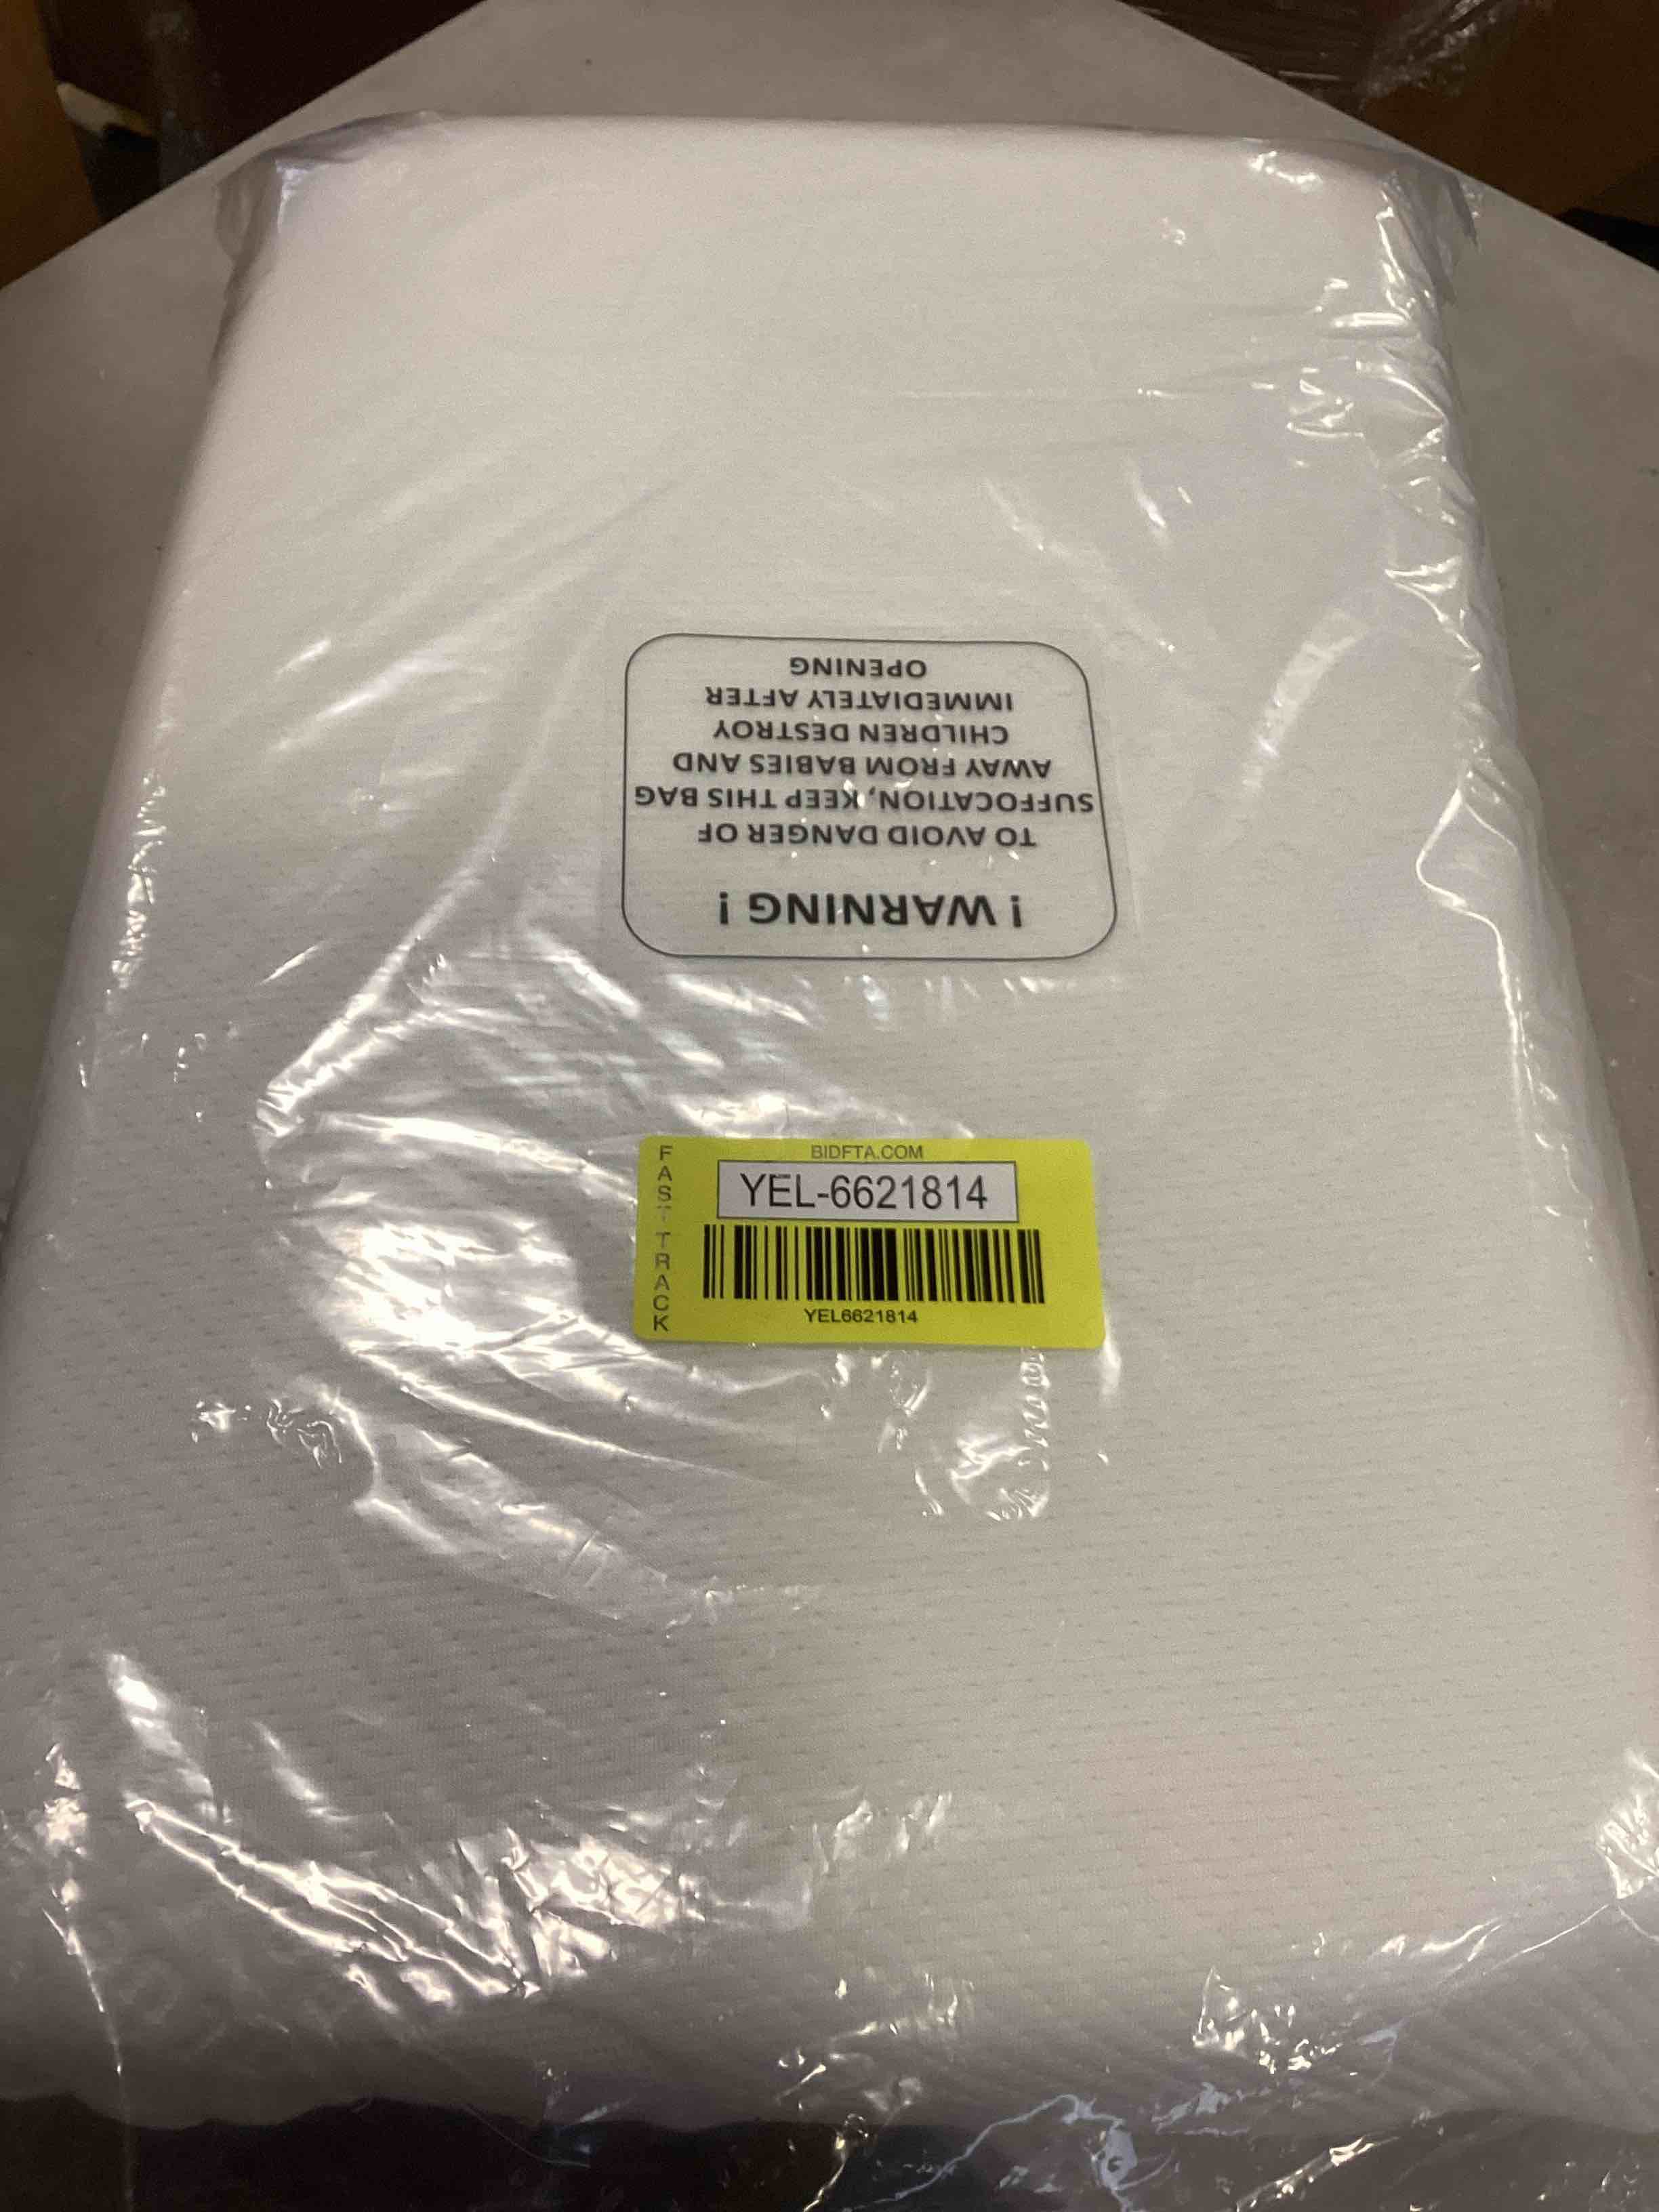 ! WARNING !
TO AVOID DANGER OF
SUFFOCATION, KEEP THIS BAG
AWAY FROM BABIES AND
CHILDREN DESTROY
IMMEDIATELY AFTER
OPENING
BIDFTA.COM
FAST TRACK
YEL-6621814
YEL6621814